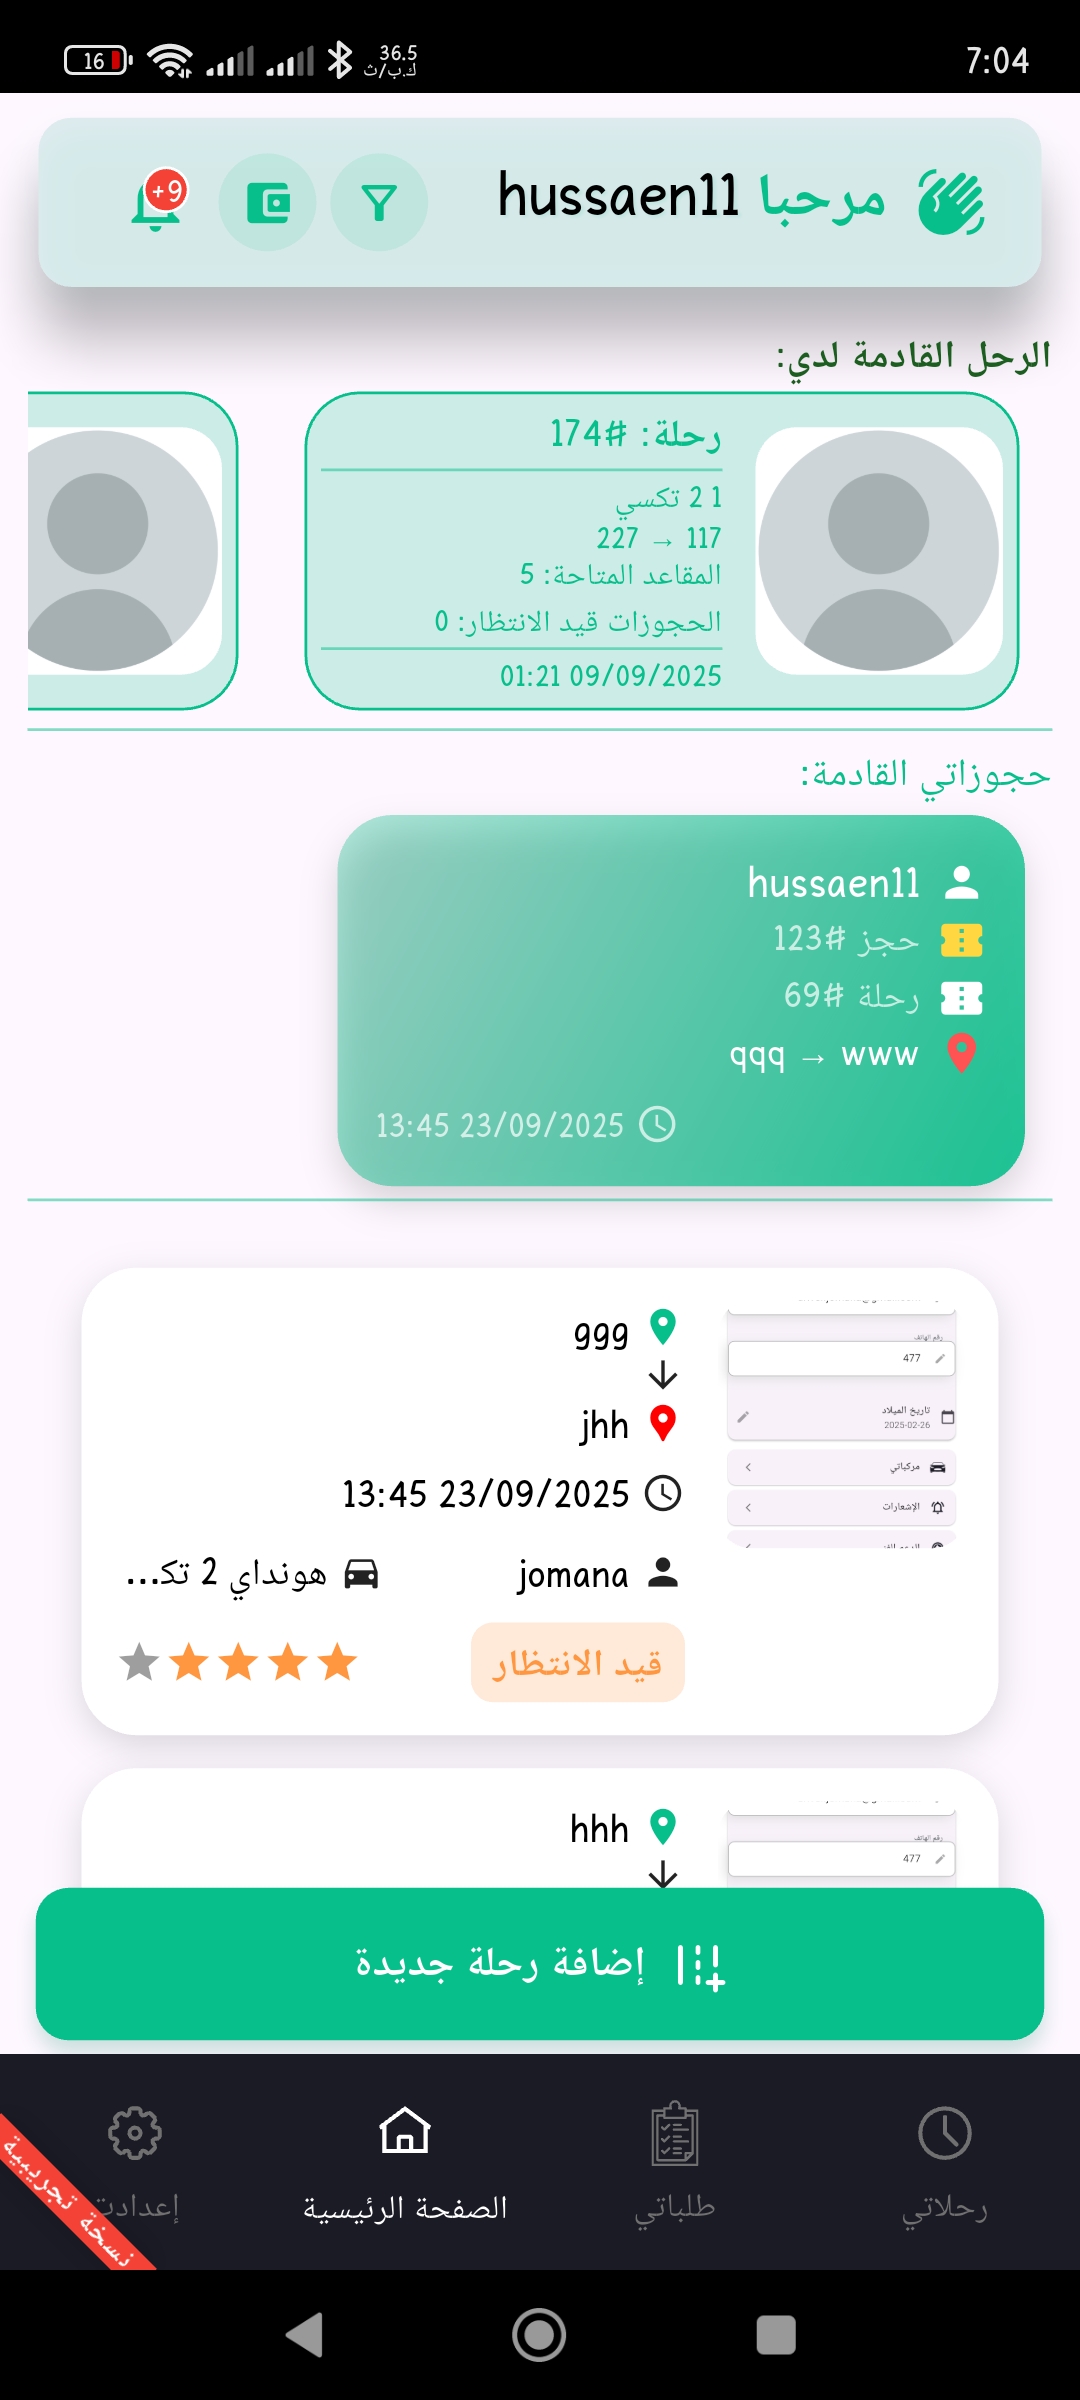 16
36.5
ك.ب/ث
7:04
مرحبا hussaen11
+9
الرحل القادمة لدي:
رحلة: #174
1 2 تكسي
117 → 227
المقاعد المتاحة: 5
الحجوزات قيد الانتظار: 0
01:21 09/09/2025
حجوزاتي القادمة:
hussaen11
حجز #123
رحلة #69
qqq → www
13:45 23/09/2025
رقم الهاتف
477
تاريخ الميلاد
2025-02-26
مركباتي
الإشعارات
ggg
jhh
13:45 23/09/2025
jomana
هونداي 2 تك...
قيد الانتظار
رقم الهاتف
477
hhh
إضافة رحلة جديدة
رحلاتي
طلباتي
الصفحة الرئيسية
إعدادت
نسخة تجريبية